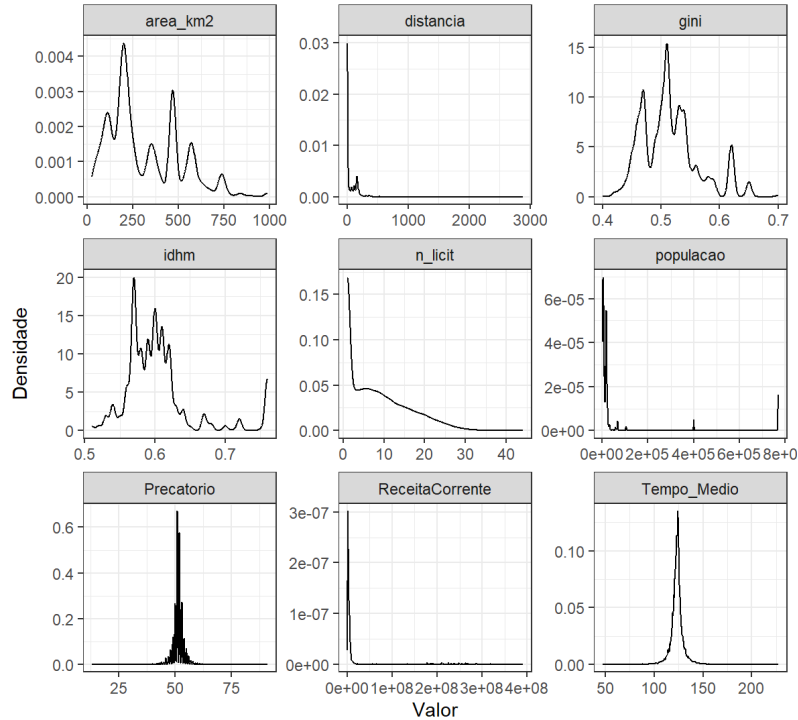 area_km2
distancia
gini
0.004
0.003
0.002
0.001
0.000
0 250 500 750 1000
0.03
0.02
0.01
0.00
0 1000 2000 3000
15
10
5
0
0.4 0.5 0.6 0.7
idhm
n_licit
populacao
20
15
10
5
0
0.5 0.6 0.7
0.15
0.10
0.05
0.00
0 10 20 30 40
6e-05
4e-05
2e-05
0e+00
0e+00 2e+05 4e+05 6e+05
Precatorio
ReceitaCorrente
Tempo_Medio
0.6
0.4
0.2
0.0
25 50 75
3e-07
2e-07
1e-07
0e+00
0e+00 1e+08 2e+08 3e+08 4e+08
0.10
0.05
0.00
50 100 150 200
Densidade
Valor